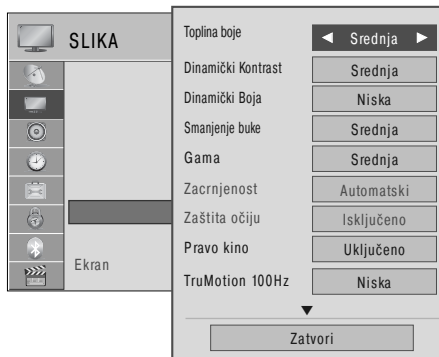 SLIKA
Ekran
Toplina boje
Srednja
Dinamički Kontrast
Srednja
Dinamički Boja
Niska
Smanjenje buke
Srednja
Gama
Srednja
Zacrnjenost
Automatski
Zaštita očiju
Isključeno
Pravo kino
Uključeno
TruMotion 100Hz
Niska
Zatvori